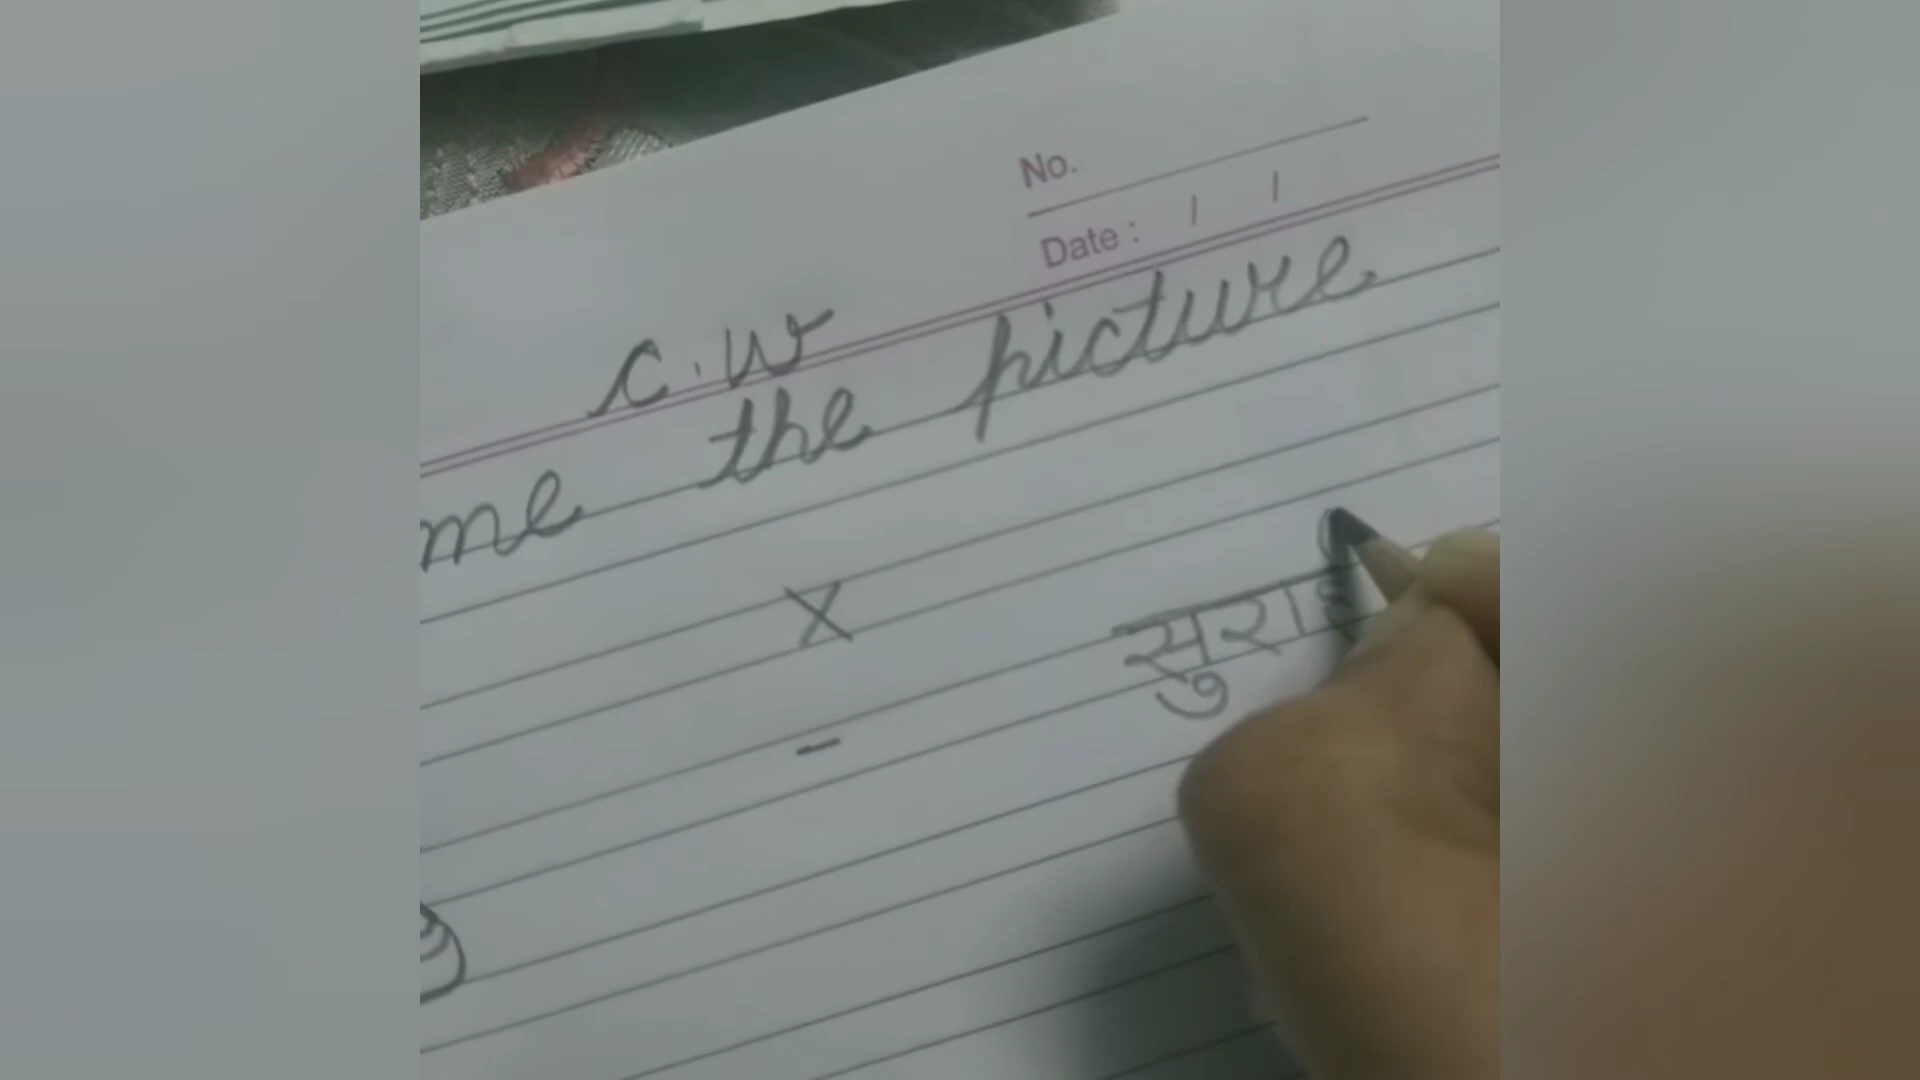 No.
Date : / /
C.W
me the picture
X
- सुराह